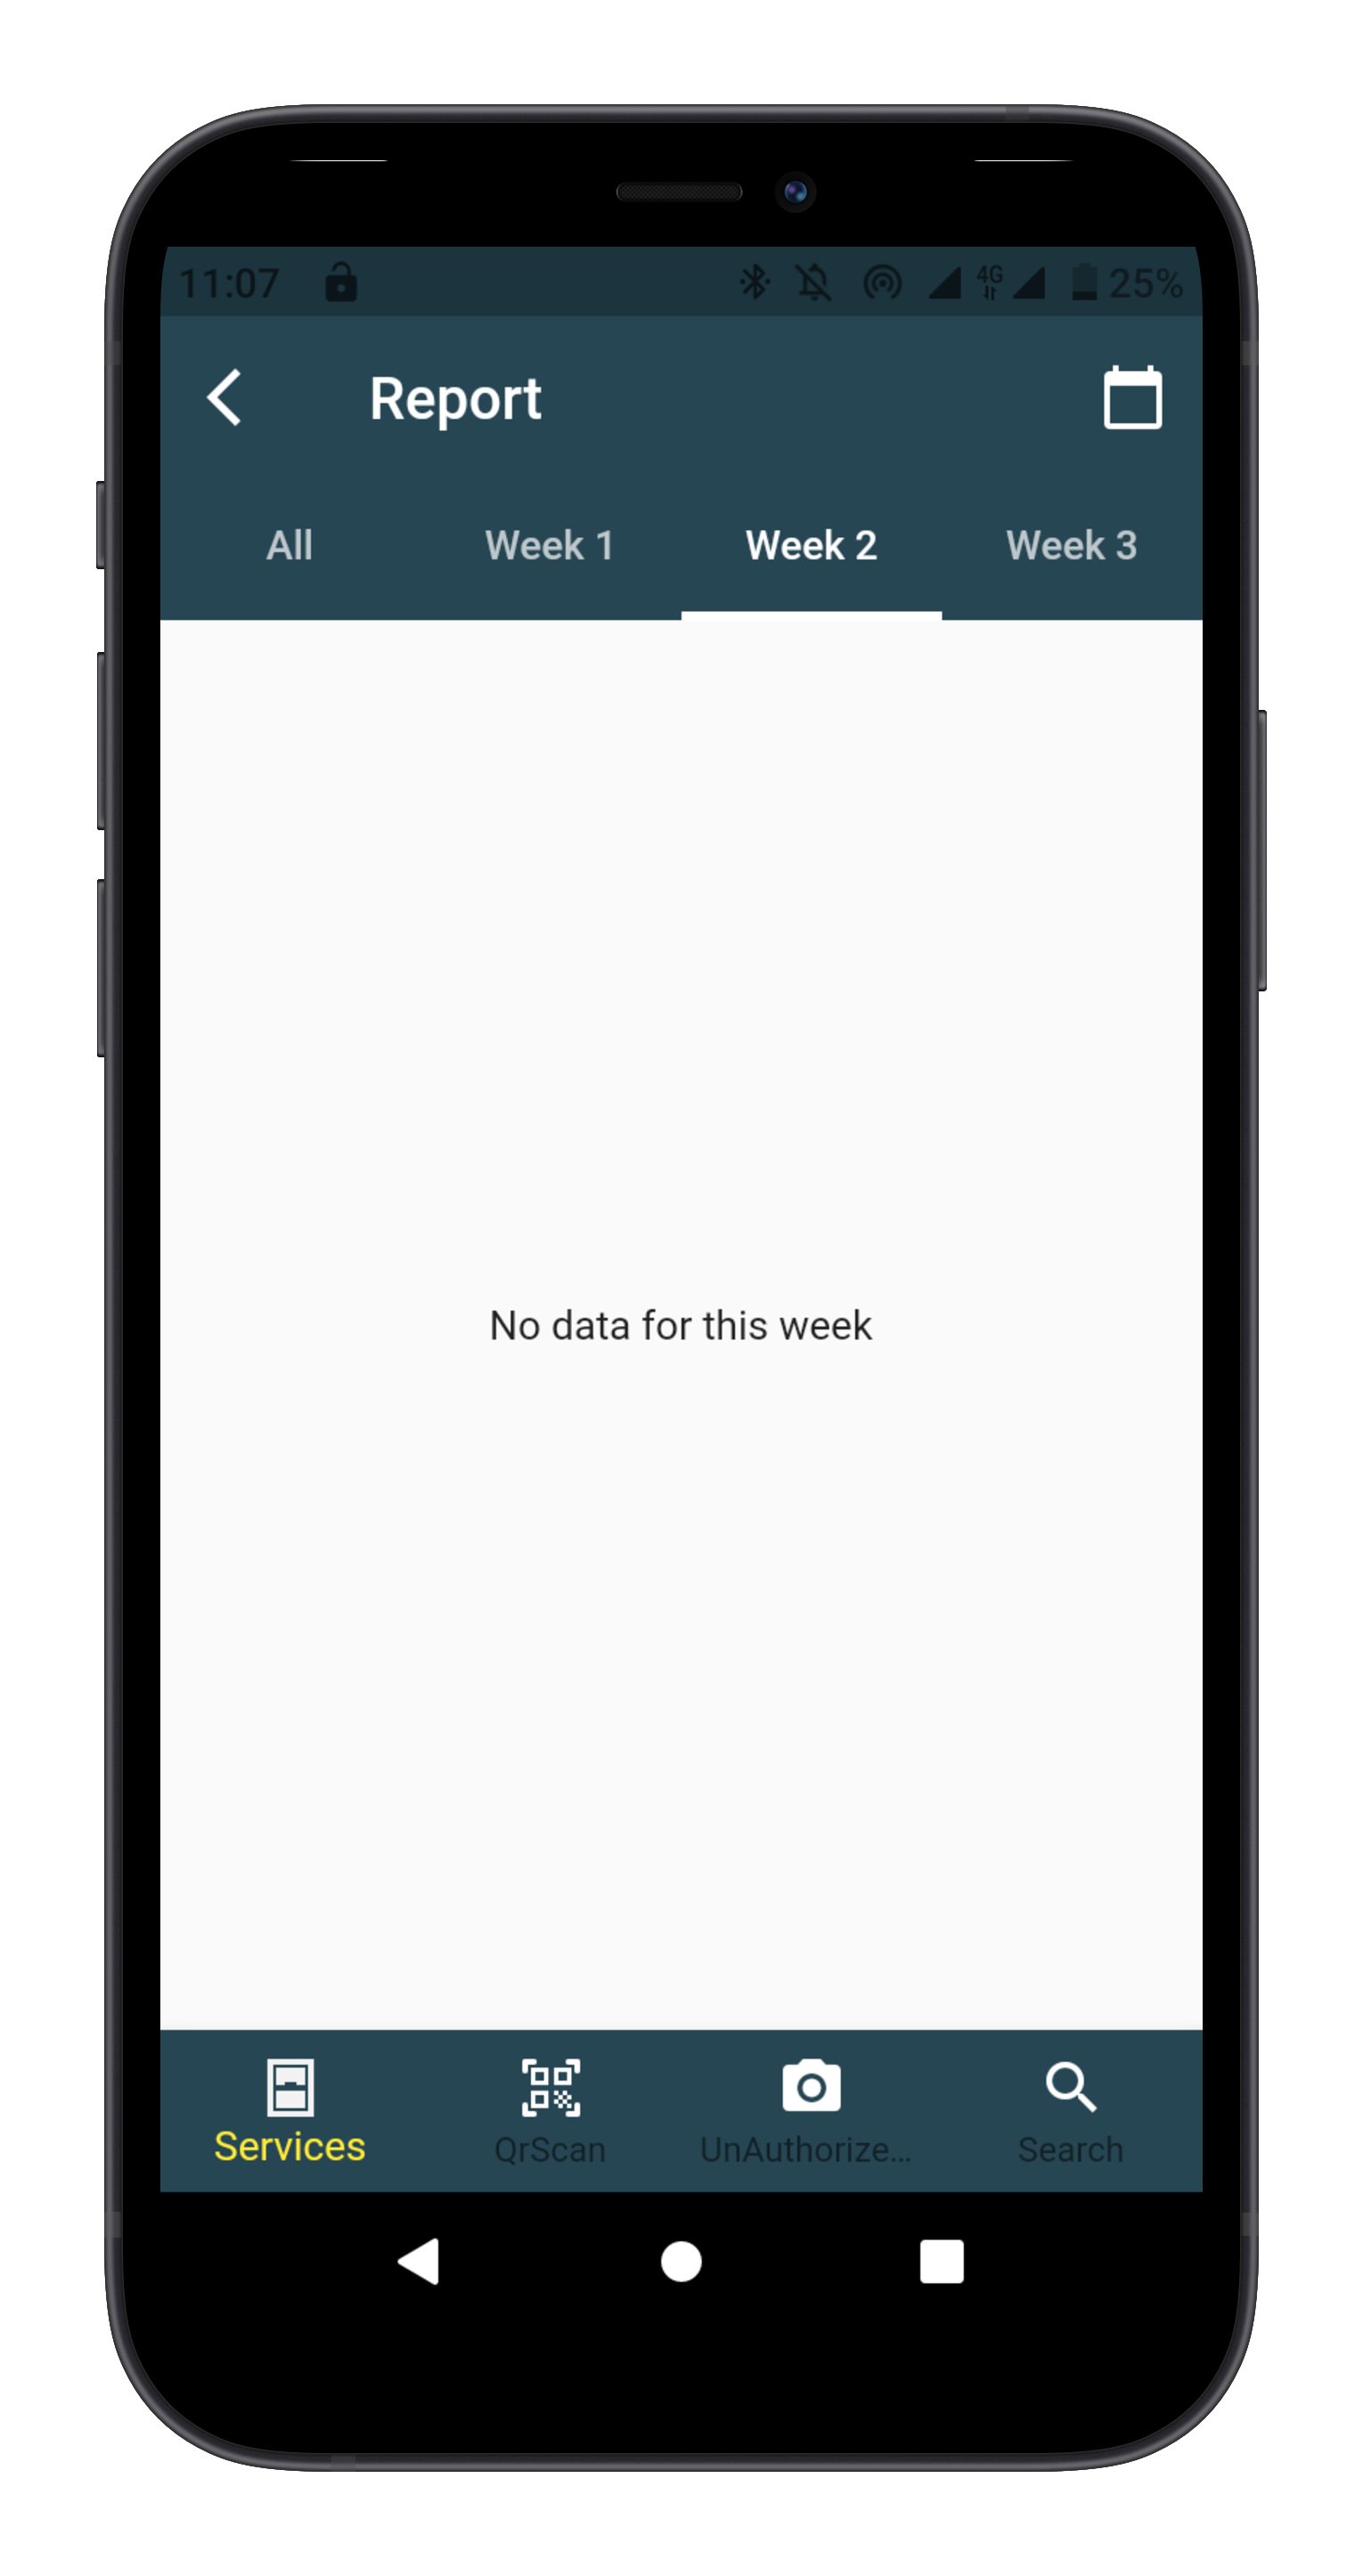 11:07 4G 25%
Report
All Week 1 Week 2 Week 3
No data for this week
Services QrScan UnAuthorize... Search